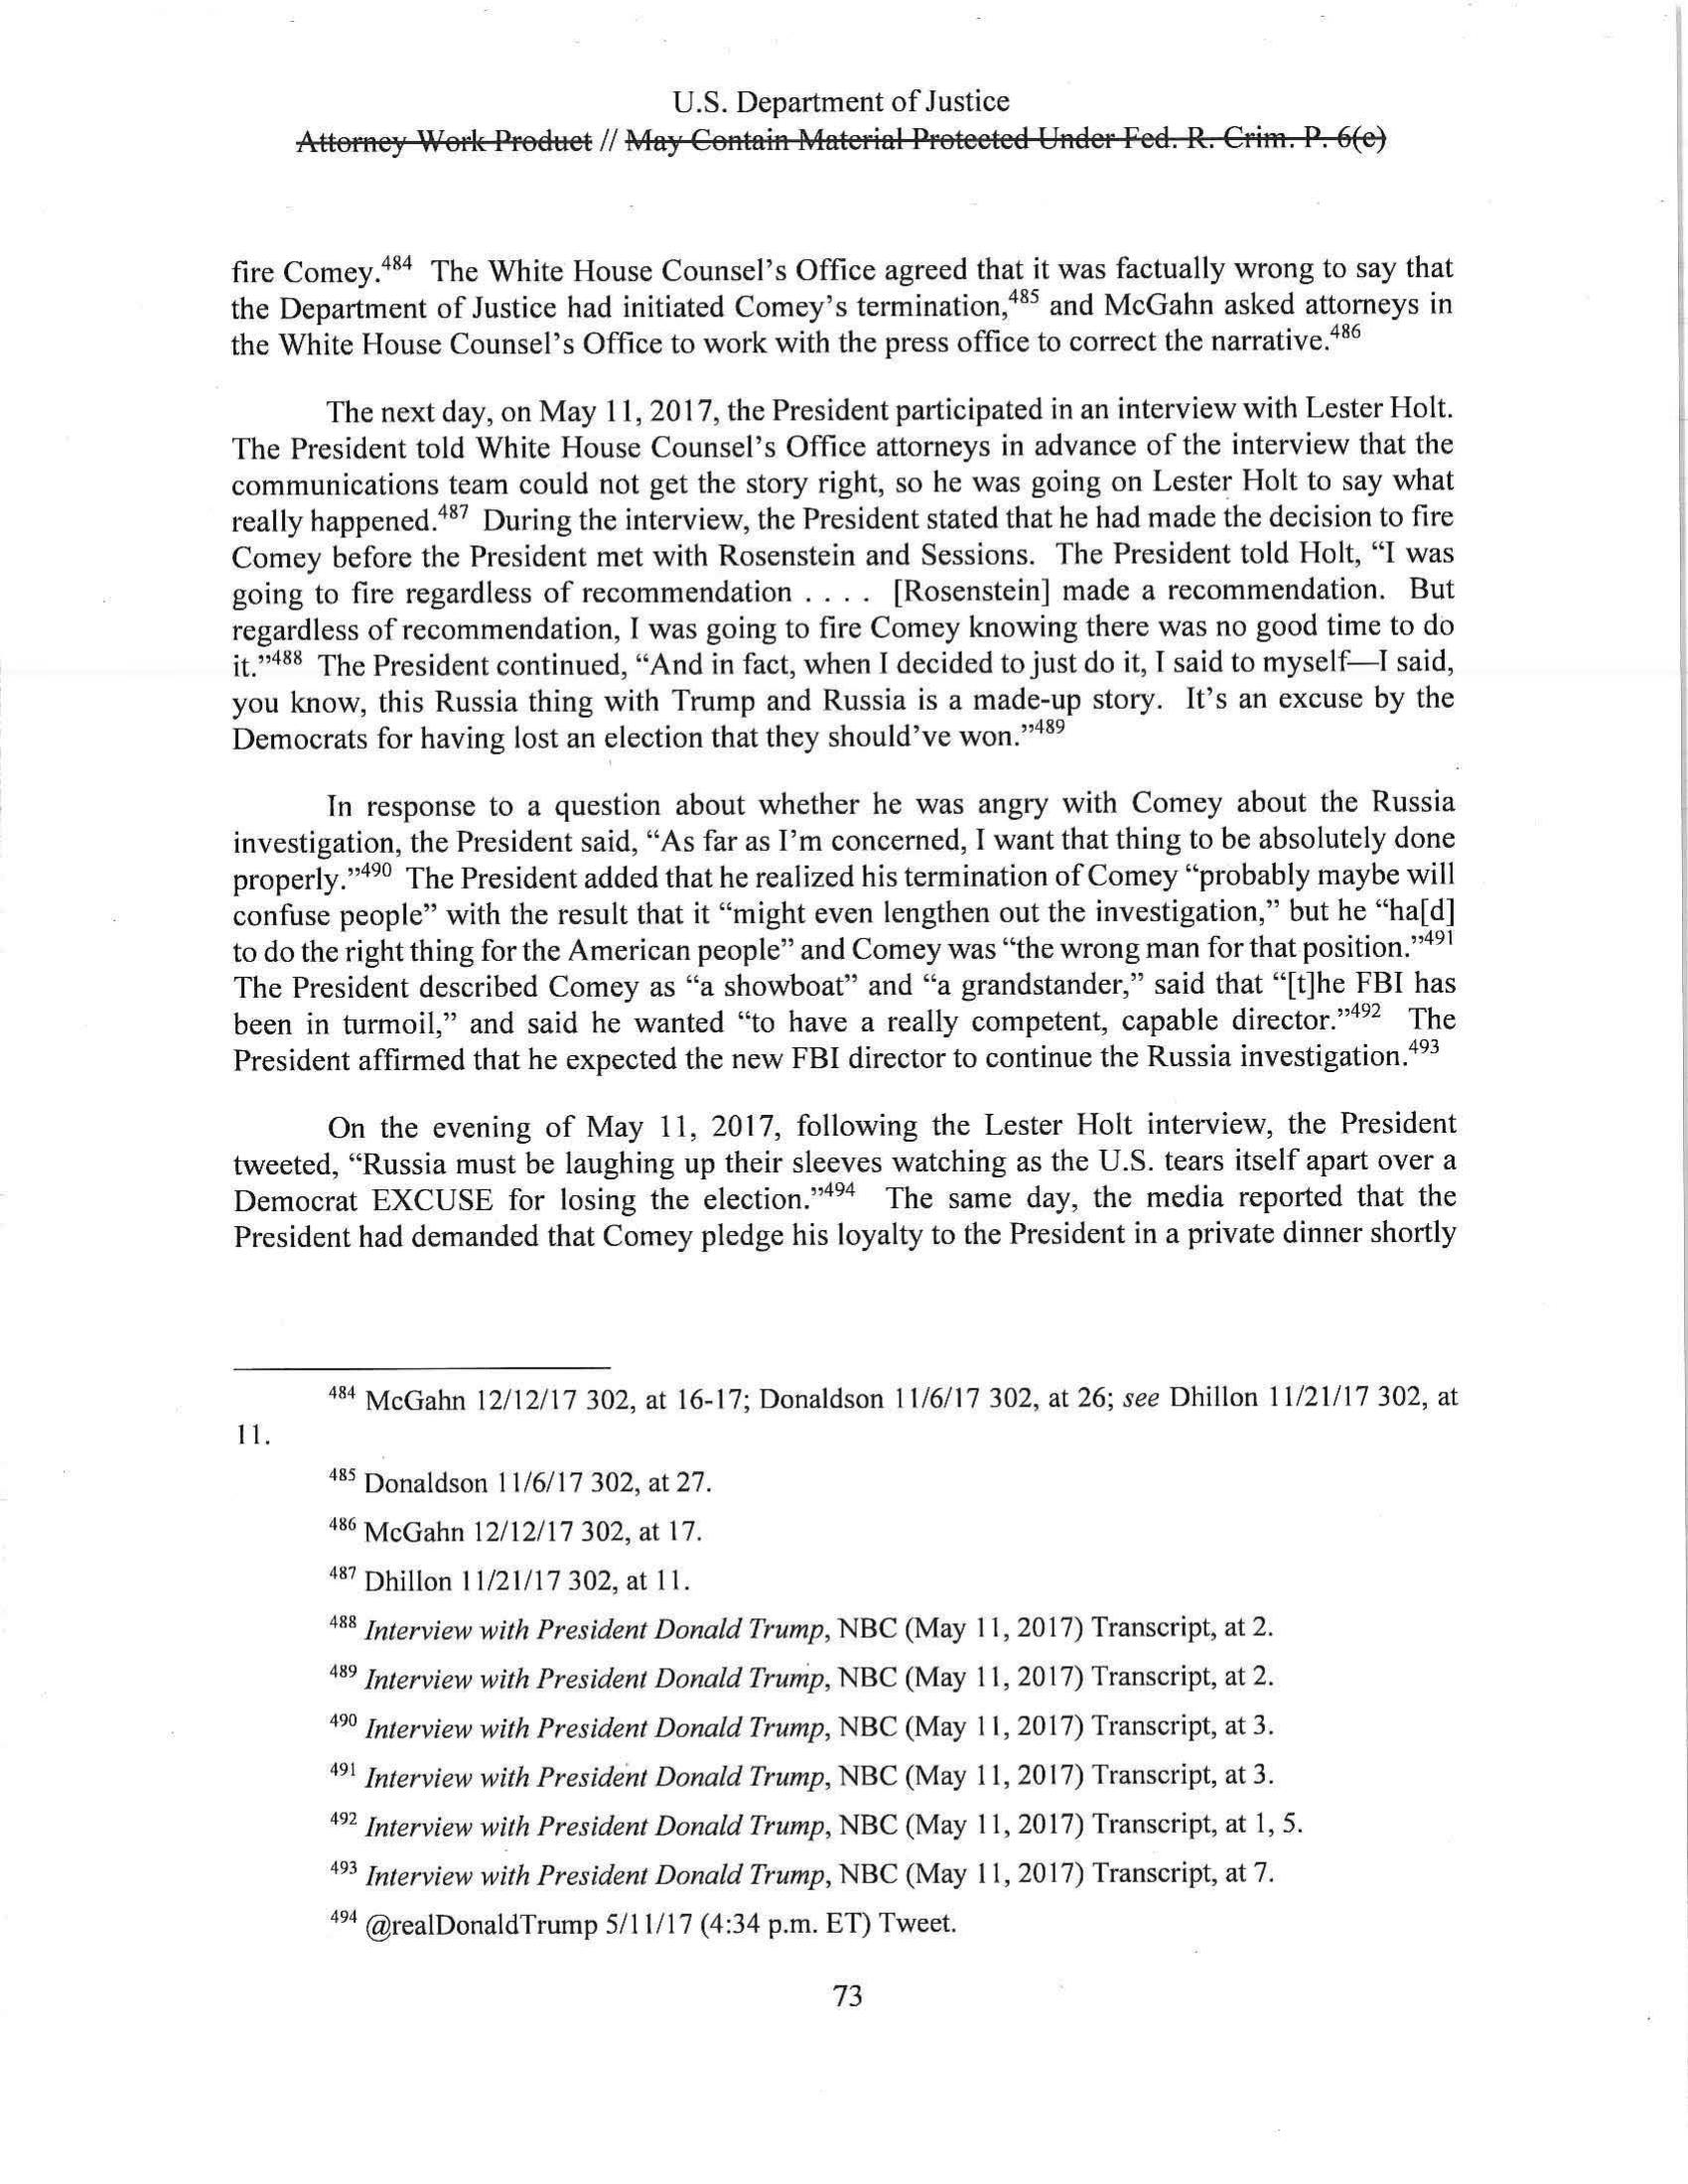 U.S. Department of Justice
Attorney Work Product // May Contain Material Protected Under Fed. R. Crim. P. 6(e)
fire Comey.484 The White House Counsel's Office agreed that it was factually wrong to say that
the Department of Justice had initiated Comey's termination,485 and McGahn asked attorneys in
the White House Counsel's Office to work with the press office to correct the narrative.486
The next day, on May 11, 2017, the President participated in an interview with Lester Holt.
The President told White House Counsel's Office attorneys in advance of the interview that the
communications team could not get the story right, so he was going on Lester Holt to say what
really happened.487 During the interview, the President stated that he had made the decision to fire
Comey before the President met with Rosenstein and Sessions. The President told Holt, “I was
going to fire regardless of recommendation . . . . [Rosenstein] made a recommendation. But
regardless of recommendation, I was going to fire Comey knowing there was no good time to do
it.”488 The President continued, “And in fact, when I decided to just do it, I said to myself—I said,
you know, this Russia thing with Trump and Russia is a made-up story. It's an excuse by the
Democrats for having lost an election that they should've won.”489
In response to a question about whether he was angry with Comey about the Russia
investigation, the President said, “As far as I'm concerned, I want that thing to be absolutely done
properly.”490 The President added that he realized his termination of Comey “probably maybe will
confuse people” with the result that it “might even lengthen out the investigation,” but he “ha[d]
to do the right thing for the American people” and Comey was “the wrong man for that position.”491
The President described Comey as “a showboat” and “a grandstander,” said that “[t]he FBI has
been in turmoil,” and said he wanted “to have a really competent, capable director.”492 The
President affirmed that he expected the new FBI director to continue the Russia investigation.493
On the evening of May 11, 2017, following the Lester Holt interview, the President
tweeted, “Russia must be laughing up their sleeves watching as the U.S. tears itself apart over a
Democrat EXCUSE for losing the election.”494 The same day, the media reported that the
President had demanded that Comey pledge his loyalty to the President in a private dinner shortly
484 McGahn 12/12/17 302, at 16-17; Donaldson 11/6/17 302, at 26; see Dhillon 11/21/17 302, at
11.
485 Donaldson 11/6/17 302, at 27.
486 McGahn 12/12/17 302, at 17.
487 Dhillon 11/21/17 302, at 11.
488 Interview with President Donald Trump, NBC (May 11, 2017) Transcript, at 2.
489 Interview with President Donald Trump, NBC (May 11, 2017) Transcript, at 2.
490 Interview with President Donald Trump, NBC (May 11, 2017) Transcript, at 3.
491 Interview with President Donald Trump, NBC (May 11, 2017) Transcript, at 3.
492 Interview with President Donald Trump, NBC (May 11, 2017) Transcript, at 1, 5.
493 Interview with President Donald Trump, NBC (May 11, 2017) Transcript, at 7.
494 @realDonaldTrump 5/11/17 (4:34 p.m. ET) Tweet.
73